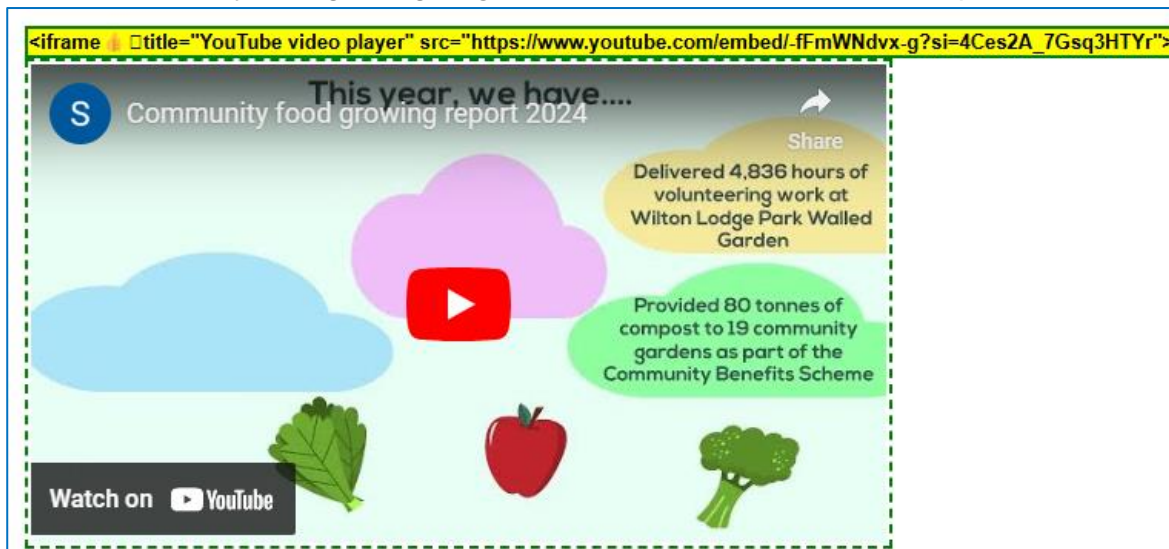 <iframe 👍 title="YouTube video player" src="https://www.youtube.com/embed/-fFmWNdvx-g?si=4Ces2A_7Gsq3HTYr">
This year, we have....
S
Community food growing report 2024
Share
Delivered 4,836 hours of
volunteering work at
Wilton Lodge Park Walled
Garden
Provided 80 tonnes of
compost to 19 community
gardens as part of the
Community Benefits Scheme
Watch on YouTube